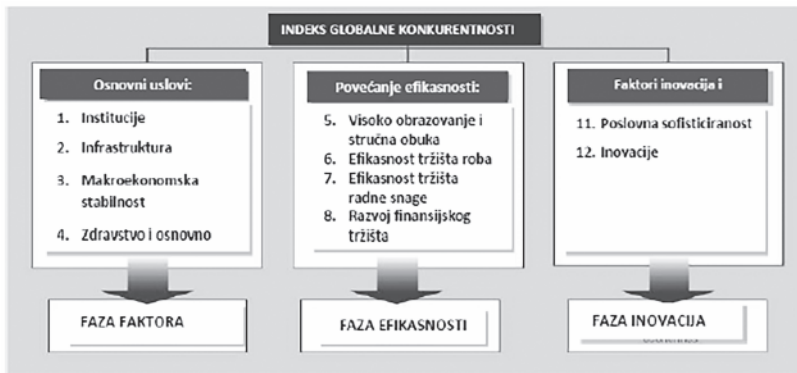 INDEKS GLOBALNE KONKURENTNOSTI
Osnovni uslovi:
1. Institucije
2. Infrastruktura
3. Makroekonomska
stabilnost
4. Zdravstvo i osnovno
FAZA FAKTORA
Povećanje efikasnosti:
5. Visoko obrazovanje i
stručna obuka
6. Efikasnost tržišta roba
7. Efikasnost tržišta
radne snage
8. Razvoj finansijskog
tržišta
FAZA EFIKASNOSTI
Faktori inovacija i
11. Poslovna sofisticiranost
12. Inovacije
FAZA INOVACIJA